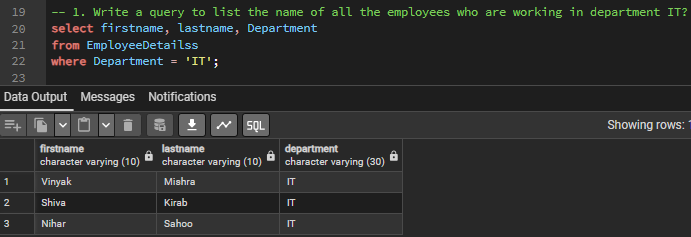 19 -- 1. Write a query to list the name of all the employees who are working in department IT?
20 select firstname, lastname, Department
21 from EmployeeDetailss
22 where Department = 'IT';
23
Data Output Messages Notifications
SQL Showing rows:
firstname lastname department
character varying (10) character varying (10) character varying (30)
1 Vinyak Mishra IT
2 Shiva Kirab IT
3 Nihar Sahoo IT